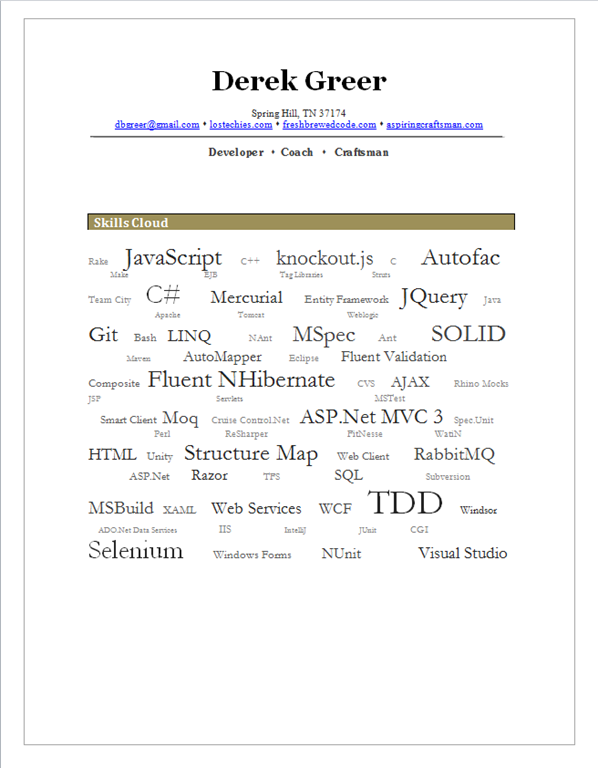 Derek Greer
Spring Hill, TN 37174
dbgreer@gmail.com • lostechies.com • freshbrewedcode.com • aspiringcraftsman.com
Developer • Coach • Craftsman
Skills Cloud
Rake JavaScript C++ knockout.js C Autofac
Make EJB Tag Libraries Struts
Team City C# Mercurial Entity Framework JQuery Java
Apache Tomcat Weblogic
Git Bash LINQ NAnt MSpec Ant SOLID
Maven AutoMapper Eclipse Fluent Validation
Composite Fluent NHibernate CVS AJAX Rhino Mocks
JSP Servlets MSTest
Smart Client Moq Cruise Control.Net ASP.Net MVC 3 Spec.Unit
Perl ReSharper FitNesse WatiN
HTML Unity Structure Map Web Client RabbitMQ
ASP.Net Razor TFS SQL Subversion
MSBuild XAML Web Services WCF TDD Windsor
ADO.Net Data Services IIS IntelliJ JUnit CGI
Selenium Windows Forms NUnit Visual Studio